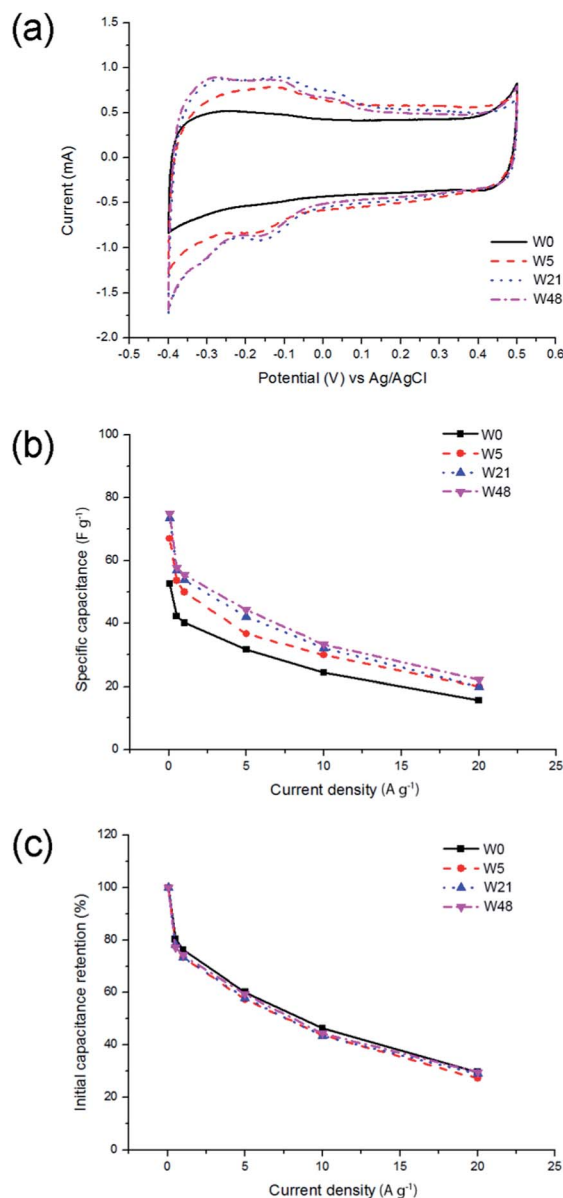 (a)
1.5
1.0
0.5
0.0
-0.5
-1.0
-1.5
-2.0
Current (mA)
W0
W5
W21
W48
-0.5 -0.4 -0.3 -0.2 -0.1 0.0 0.1 0.2 0.3 0.4 0.5 0.6
Potential (V) vs Ag/AgCl
(b)
100
80
60
40
20
0
Specific capacitance (F g⁻¹)
W0
W5
W21
W48
0 5 10 15 20 25
Current density (A g⁻¹)
(c)
120
100
80
60
40
20
0
Initial capacitance retention (%)
W0
W5
W21
W48
0 5 10 15 20 25
Current density (A g⁻¹)